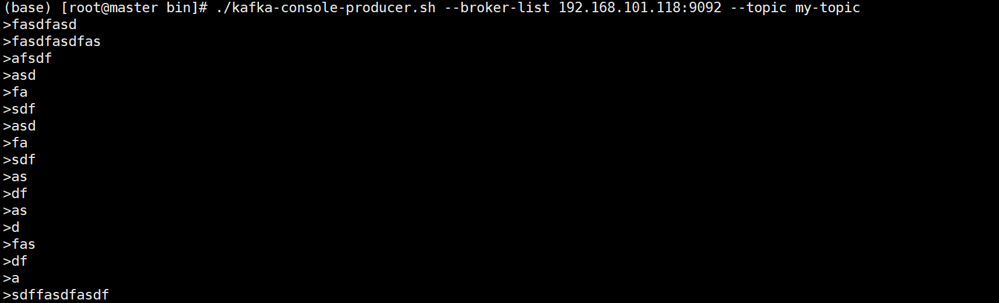 (base) [root@master bin]# ./kafka-console-producer.sh --broker-list 192.168.101.118:9092 --topic my-topic
>fasdfasd
>fasdfasdfas
>afsdf
>asd
>fa
>sdf
>asd
>fa
>sdf
>as
>df
>as
>d
>fas
>df
>a
>sdffasdfasdf